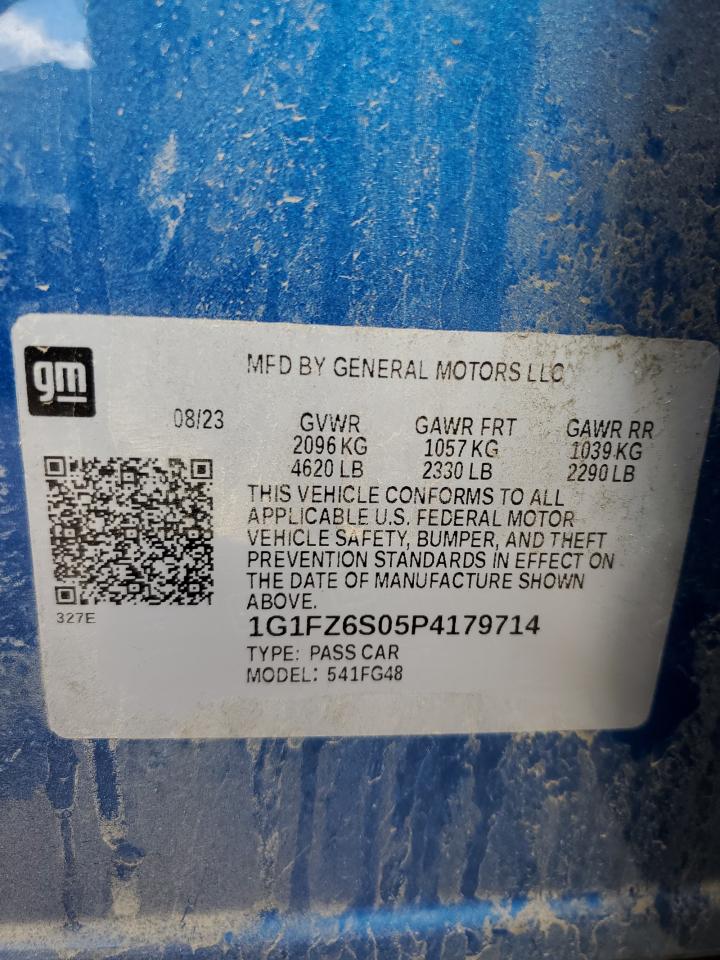 gm
MFD BY GENERAL MOTORS LLC
08/23 GVWR GAWR FRT GAWR RR
2096 KG 1057 KG 1039 KG
4620 LB 2330 LB 2290 LB
THIS VEHICLE CONFORMS TO ALL
APPLICABLE U.S. FEDERAL MOTOR
VEHICLE SAFETY, BUMPER, AND THEFT
PREVENTION STANDARDS IN EFFECT ON
THE DATE OF MANUFACTURE SHOWN
ABOVE.
327E
1G1FZ6S05P4179714
TYPE: PASS CAR
MODEL: 541FG48